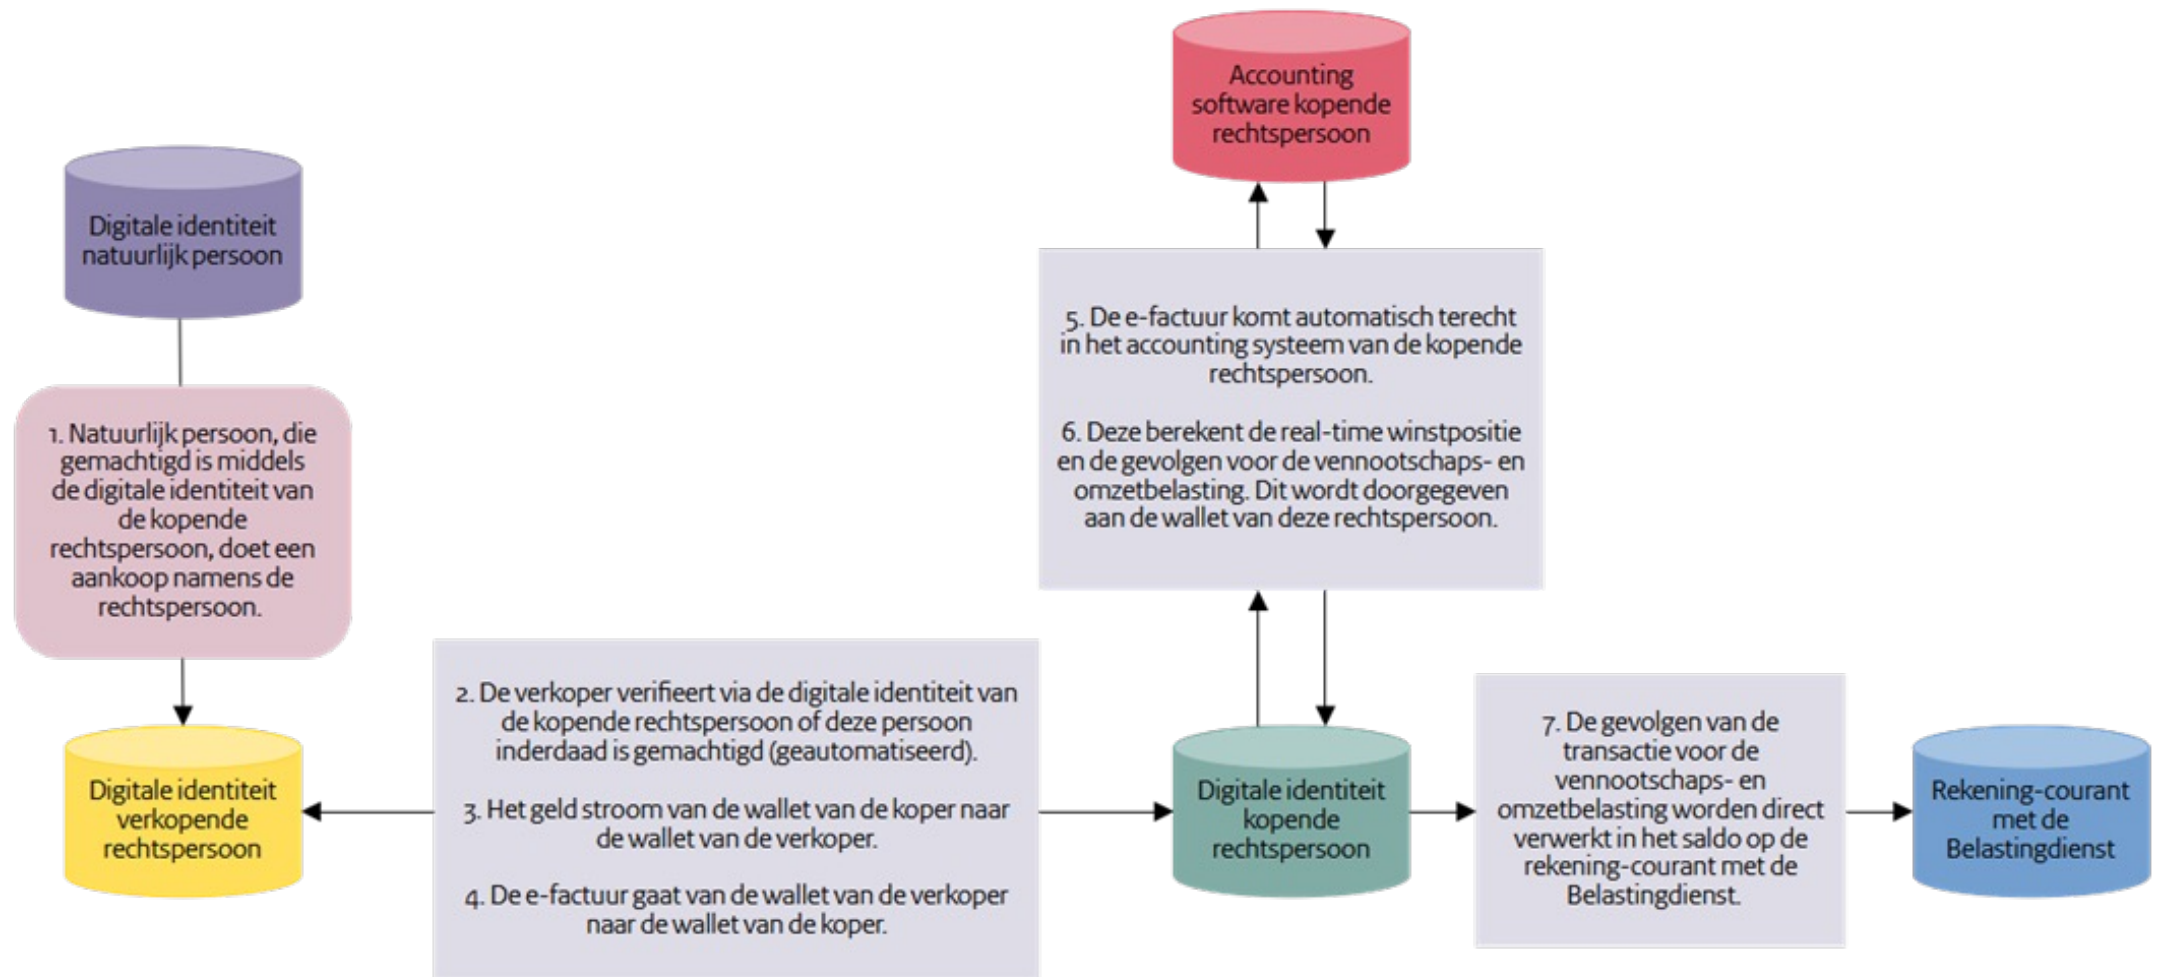 Accounting
software kopende
rechtspersoon
Digitale identiteit
natuurlijk persoon
1. Natuurlijk persoon, die
gemachtigd is middels
de digitale identiteit van
de kopende
rechtspersoon, doet een
aankoop namens de
rechtspersoon.
5. De e-factuur komt automatisch terecht
in het accounting systeem van de kopende
rechtspersoon.
6. Deze berekent de real-time winstpositie
en de gevolgen voor de vennootschaps- en
omzetbelasting. Dit wordt doorgegeven
aan de wallet van deze rechtspersoon.
Digitale identiteit
verkopende
rechtspersoon
2. De verkoper verifieert via de digitale identiteit van
de kopende rechtspersoon of deze persoon
inderdaad is gemachtigd (geautomatiseerd).
3. Het geld stroom van de wallet van de koper naar
de wallet van de verkoper.
4. De e-factuur gaat van de wallet van de verkoper
naar de wallet van de koper.
Digitale identiteit
kopende
rechtspersoon
7. De gevolgen van de
transactie voor de
vennootschaps- en
omzetbelasting worden direct
verwerkt in het saldo op de
rekening-courant met de
Belastingdienst.
Rekening-courant
met de
Belastingdienst